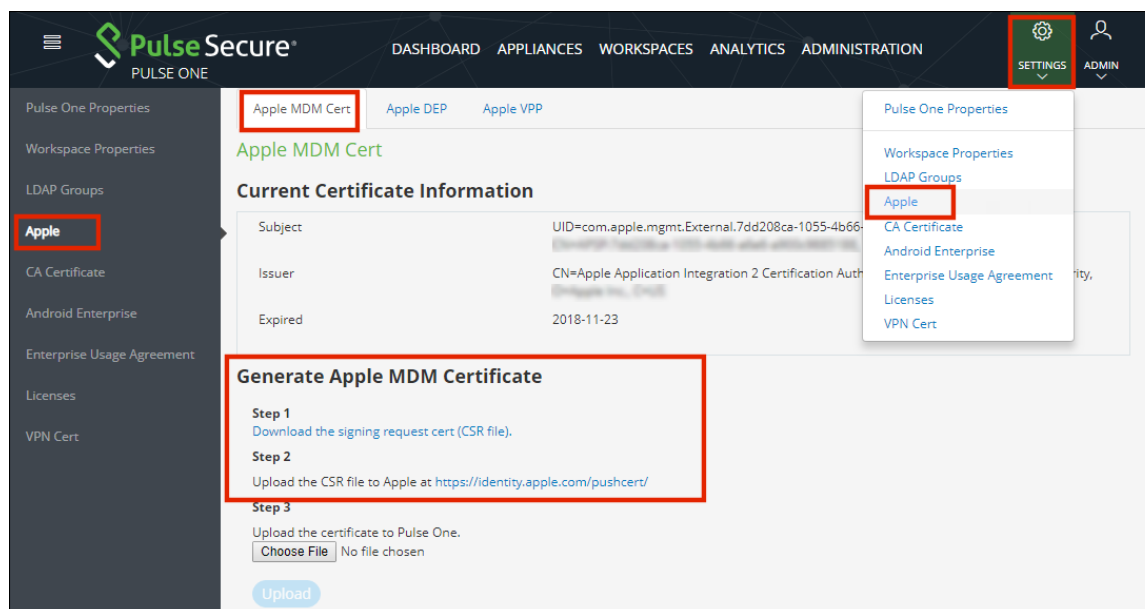 Pulse Secure®
PULSE ONE
DASHBOARD APPLIANCES WORKSPACES ANALYTICS ADMINISTRATION
SETTINGS
ADMIN
Pulse One Properties
Workspace Properties
LDAP Groups
Apple
CA Certificate
Android Enterprise
Enterprise Usage Agreement
Licenses
VPN Cert
Apple MDM Cert Apple DEP Apple VPP
Pulse One Properties
Workspace Properties
LDAP Groups
Apple
CA Certificate
Android Enterprise
Enterprise Usage Agreement
Licenses
VPN Cert
Apple MDM Cert
Current Certificate Information
Subject UID=com.apple.mgmt.External.7dd208ca-1055-4b66-
Issuer CN=Apple Application Integration 2 Certification Auth rity,
Expired 2018-11-23
Generate Apple MDM Certificate
Step 1
Download the signing request cert (CSR file).
Step 2
Upload the CSR file to Apple at https://identity.apple.com/pushcert/
Step 3
Upload the certificate to Pulse One.
Choose File No file chosen
Upload